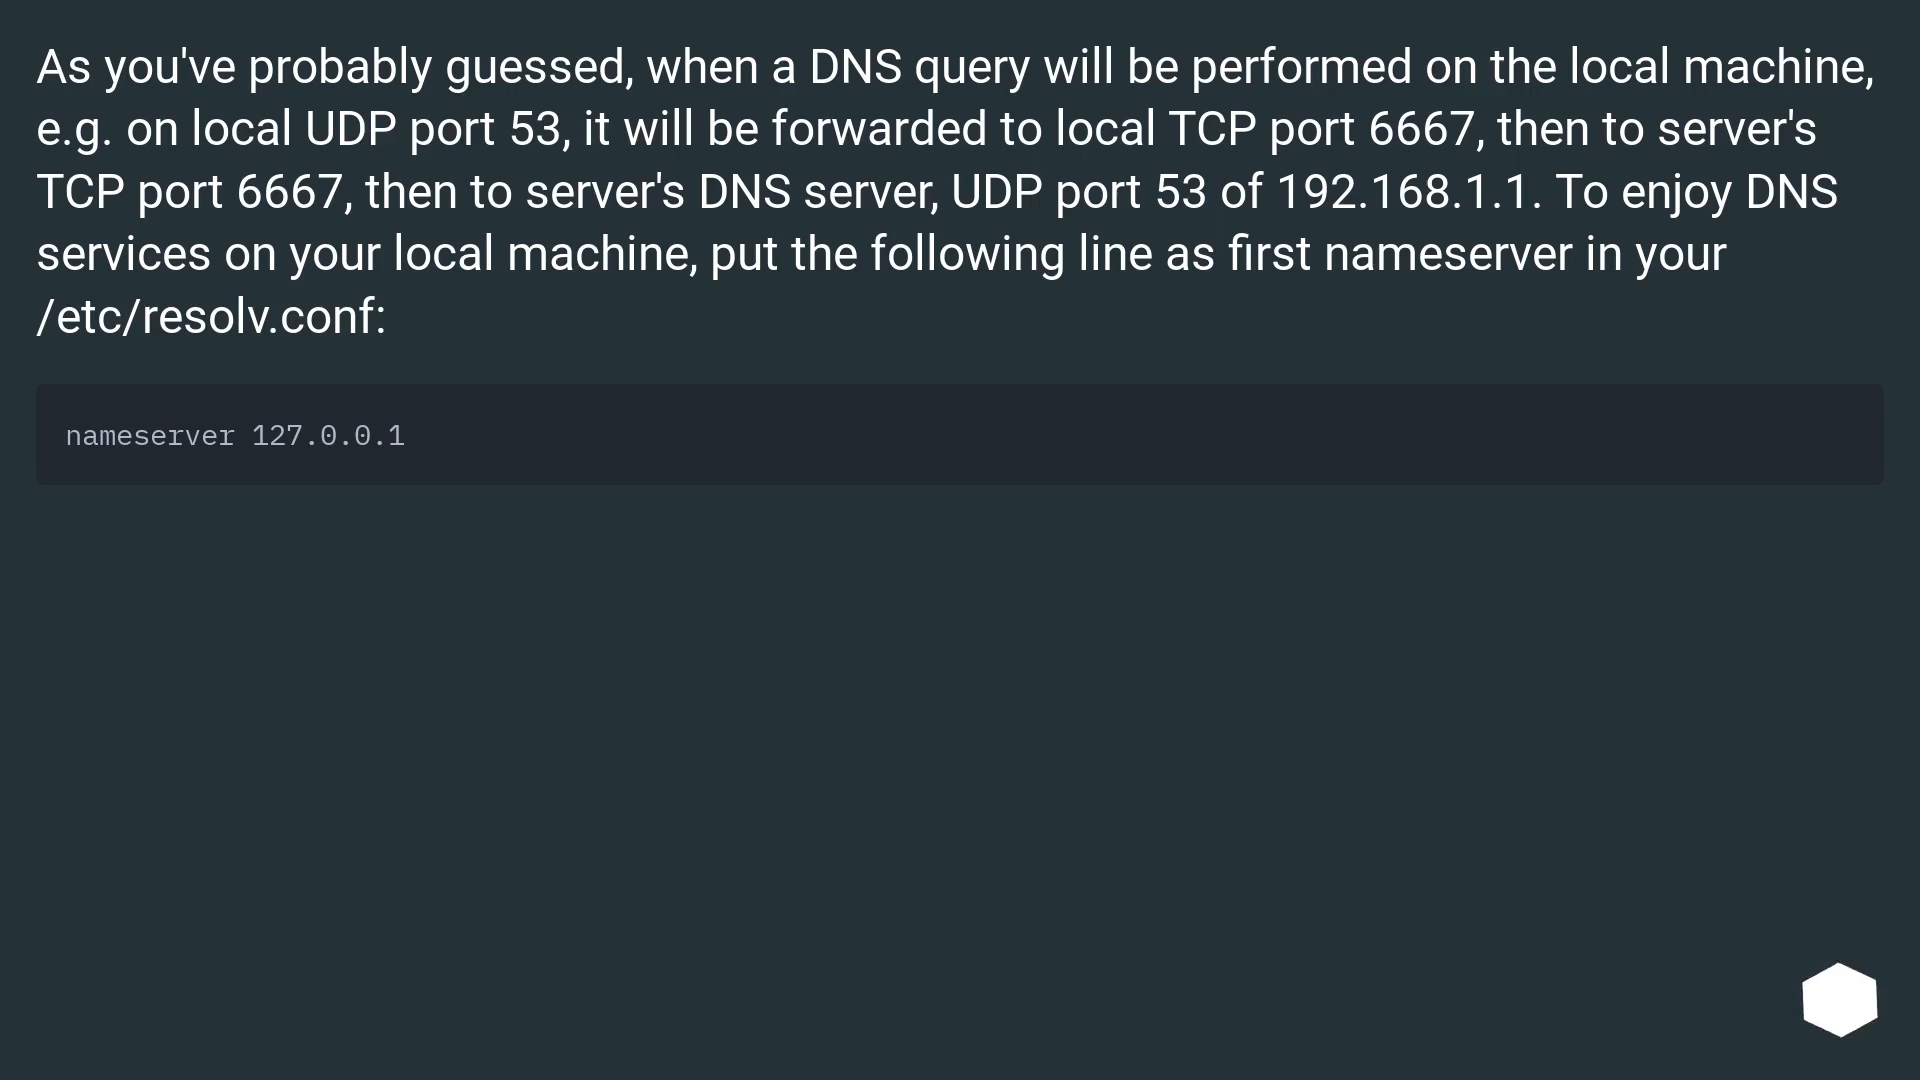 As you've probably guessed, when a DNS query will be performed on the local machine,
e.g. on local UDP port 53, it will be forwarded to local TCP port 6667, then to server's
TCP port 6667, then to server's DNS server, UDP port 53 of 192.168.1.1. To enjoy DNS
services on your local machine, put the following line as first nameserver in your
/etc/resolv.conf:
nameserver 127.0.0.1